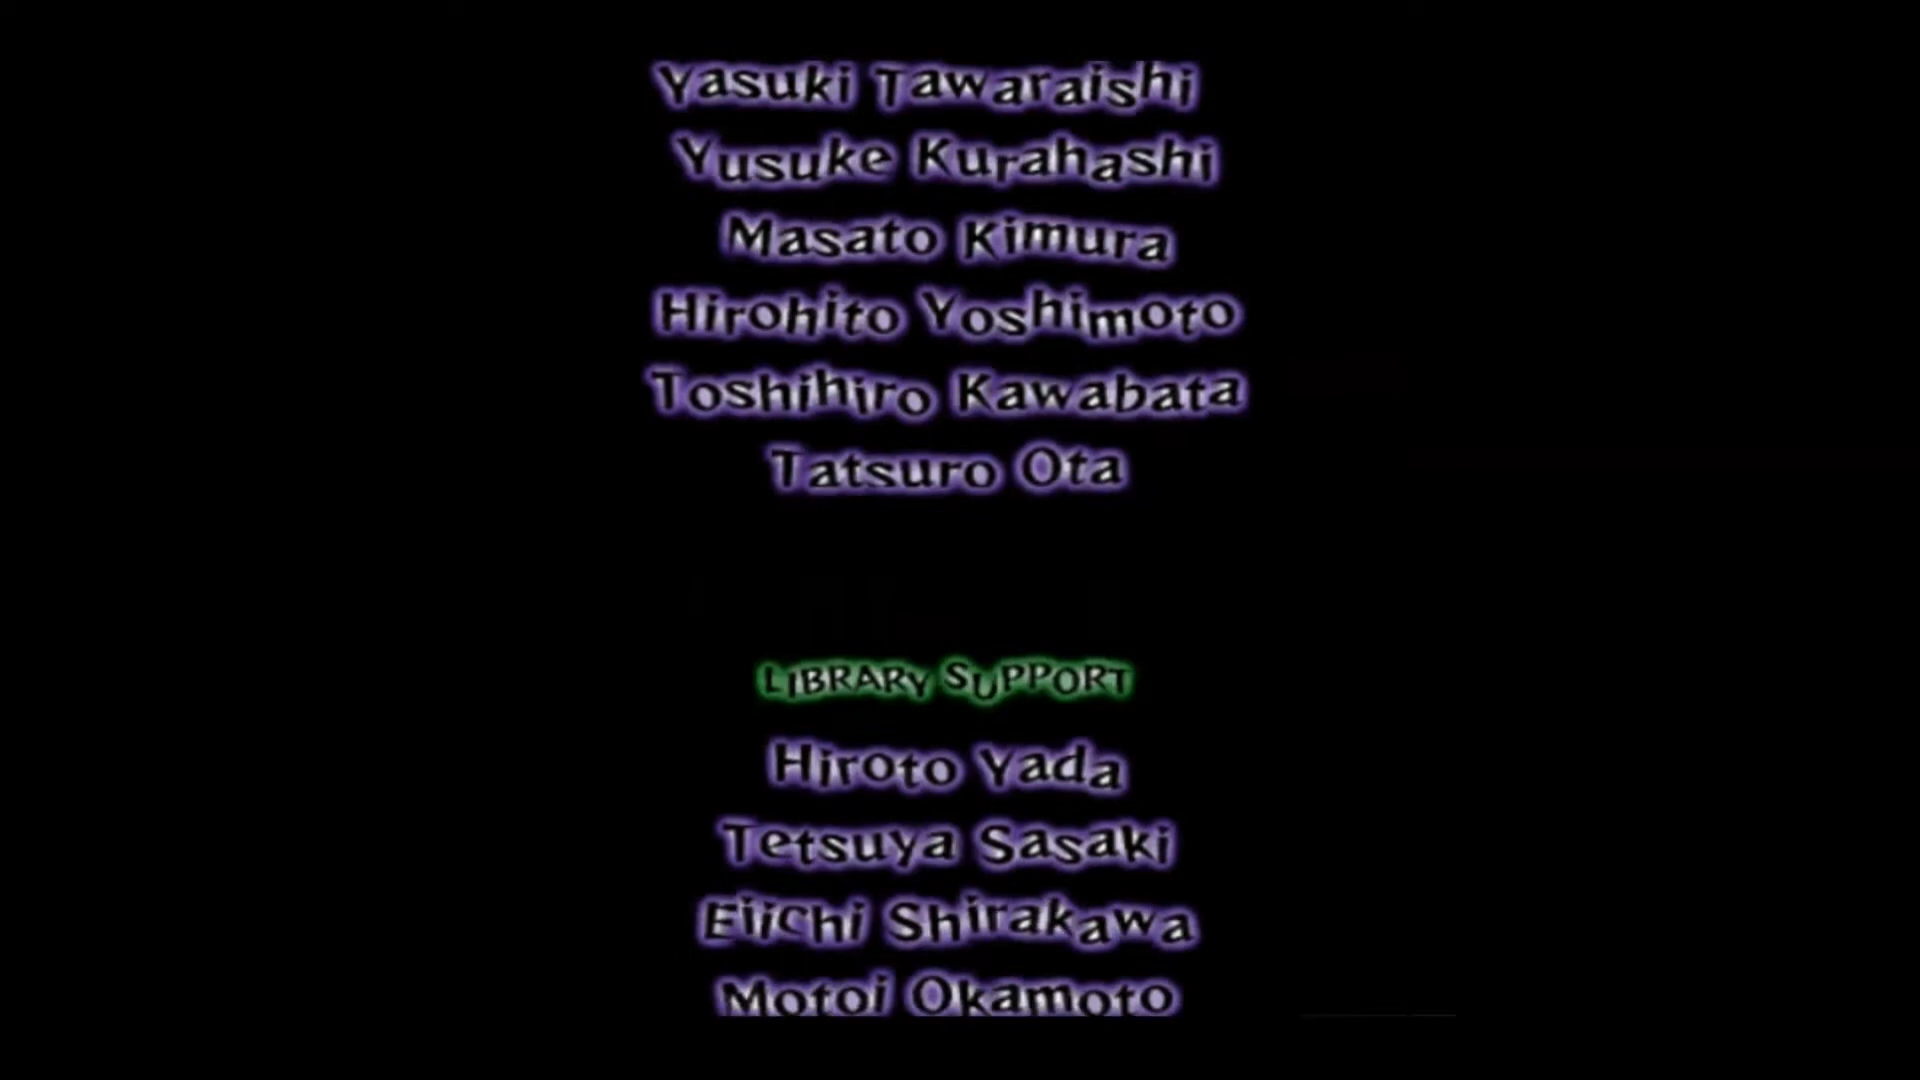 Yasuki Tawaraishi
Yusuke Kurahashi
Masato Kimura
Hirohito Yoshimoto
Toshihiro Kawabata
Tatsuro Ota
LIBRARY SUPPORT
Hiroto Yada
Tetsuya Sasaki
Eiichi Shirakawa
Motoi Okamoto